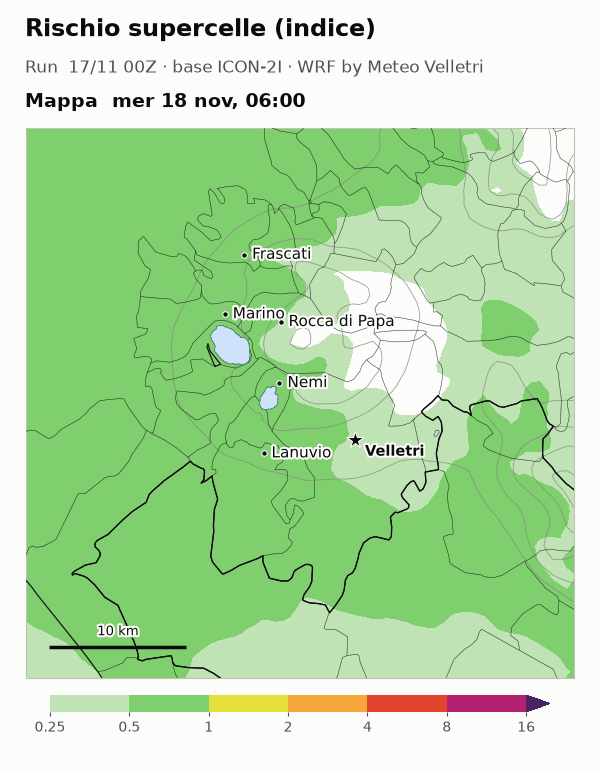 Rischio supercelle (indice)
Run  17/11 00Z · base ICON-2I · WRF by Meteo Velletri
Mappa  mer 18 nov, 06:00
Frascati
Marino
Rocca di Papa
Nemi
Velletri
Lanuvio
10 km
0.25 0.5 1 2 4 8 16